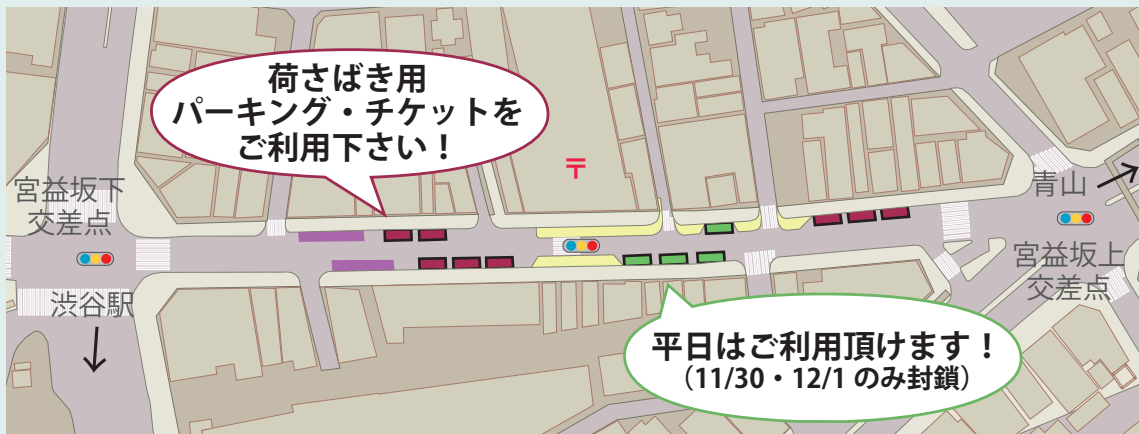 荷さばき用
パーキング・チケットを
ご利用下さい！
〒
宮益坂下
交差点
青山
宮益坂上
交差点
渋谷駅
平日はご利用頂けます！
（11/30・12/1 のみ封鎖）